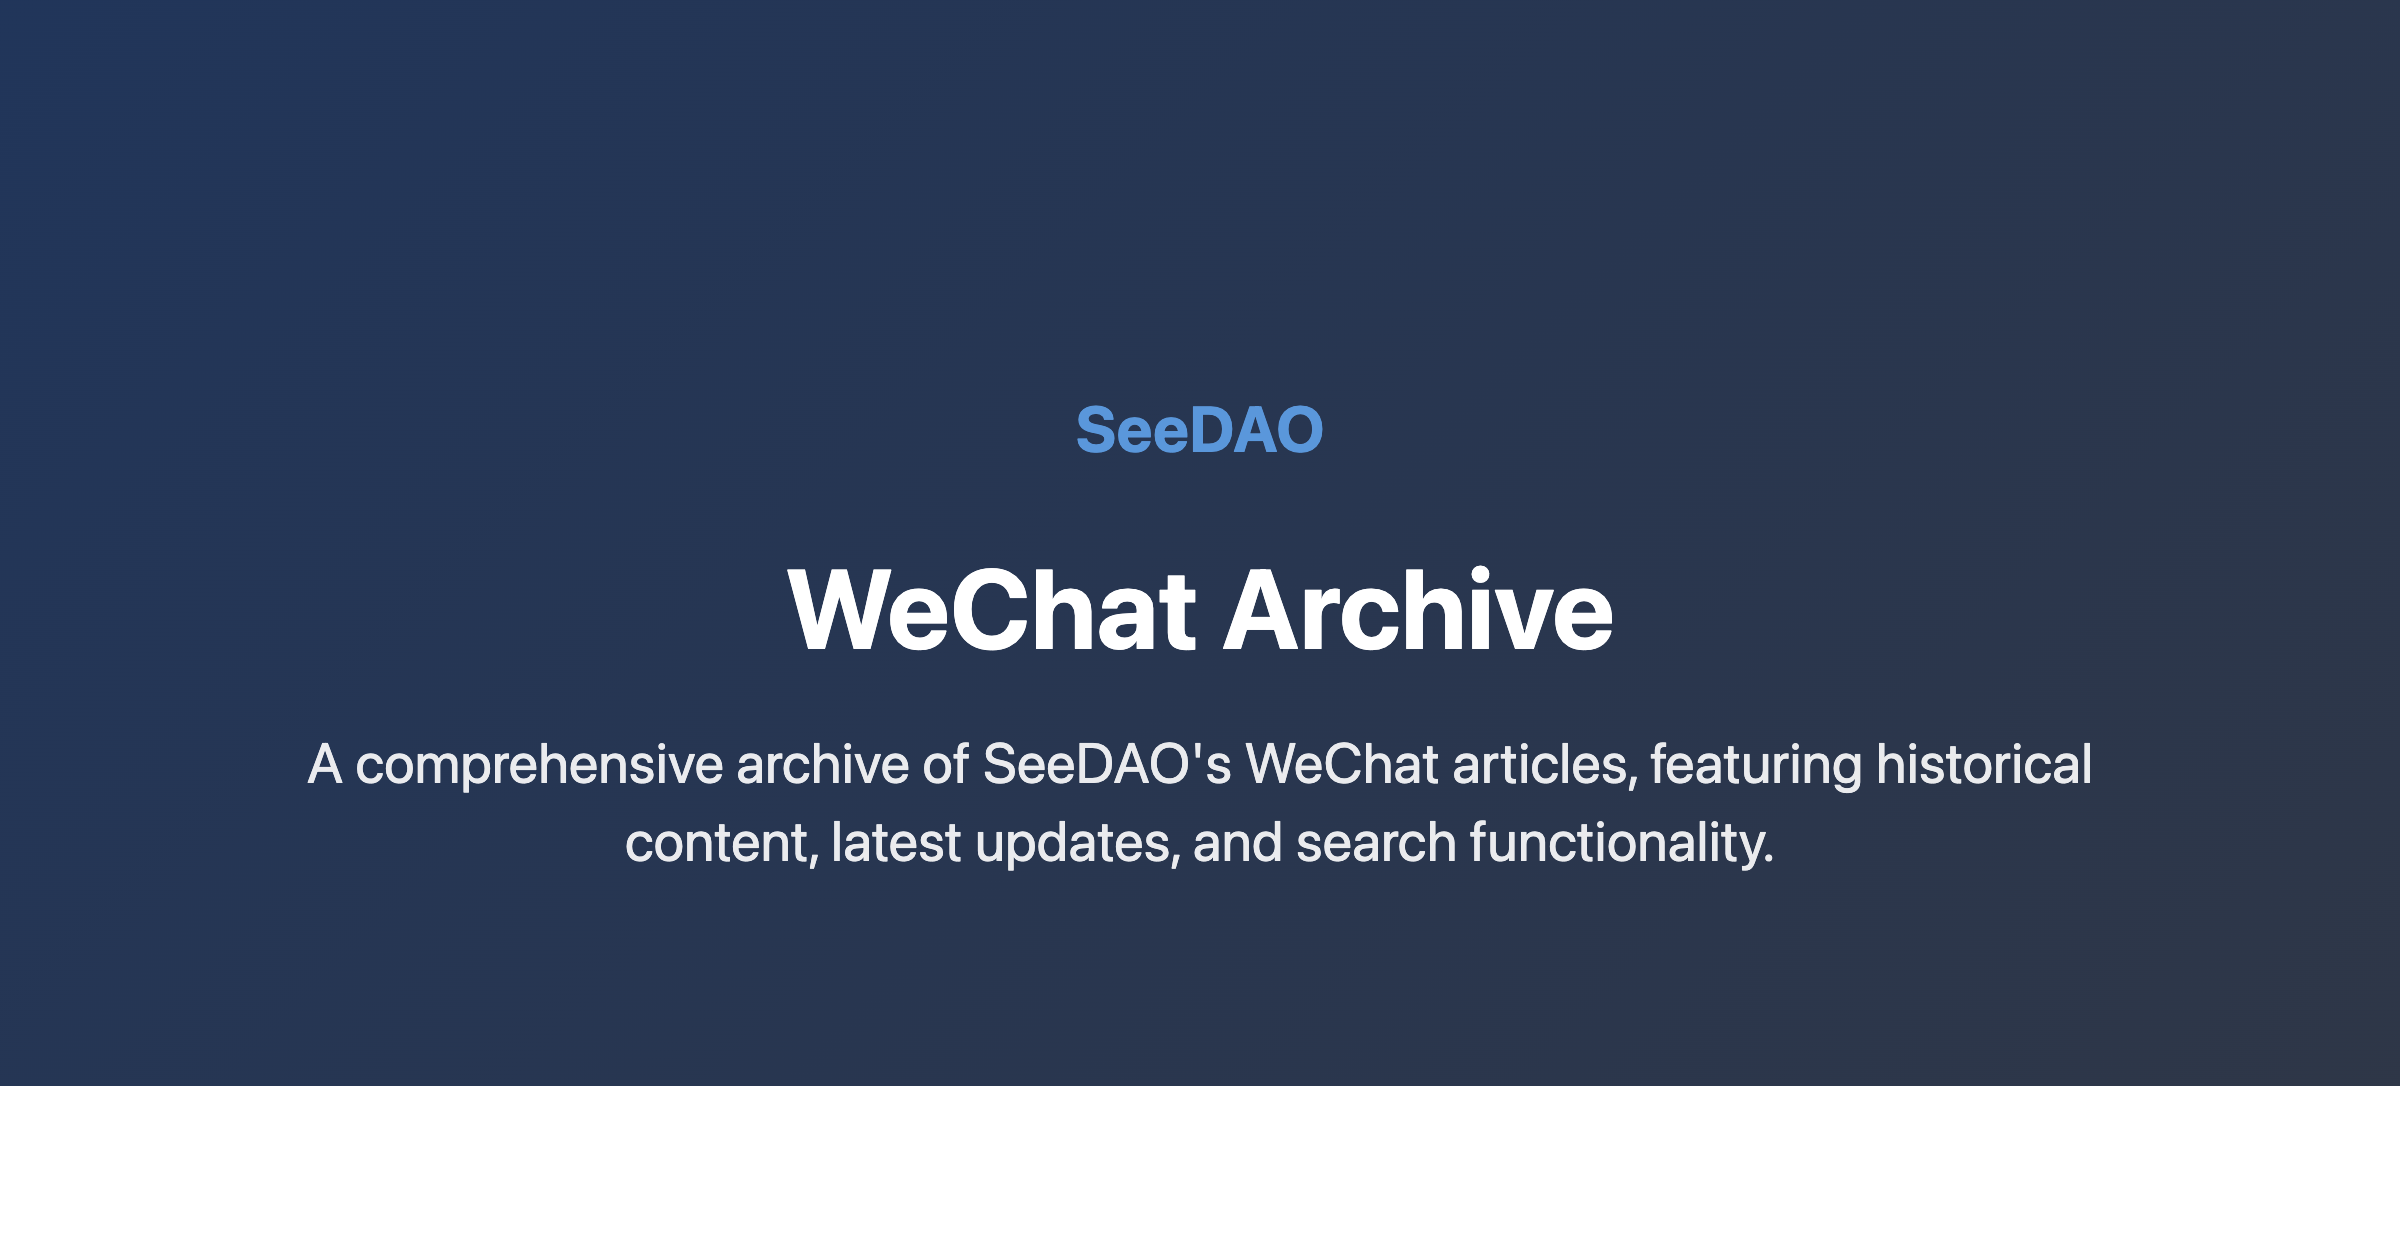 SeeDAO
WeChat Archive
A comprehensive archive of SeeDAO's WeChat articles, featuring historical
content, latest updates, and search functionality.